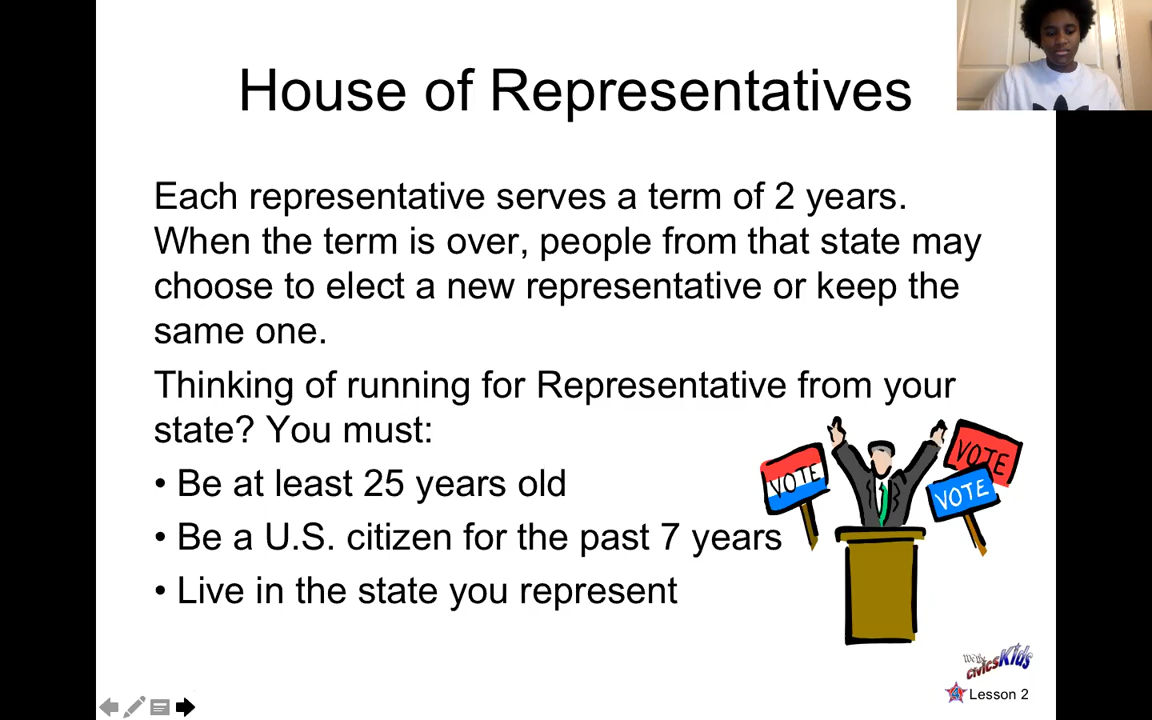 House of Representatives
Each representative serves a term of 2 years.
When the term is over, people from that state may
choose to elect a new representative or keep the
same one.
Thinking of running for Representative from your
state? You must:
• Be at least 25 years old
• Be a U.S. citizen for the past 7 years
• Live in the state you represent
VOTE
VOTE
VOTE
We the
civics Kids
4 Lesson 2